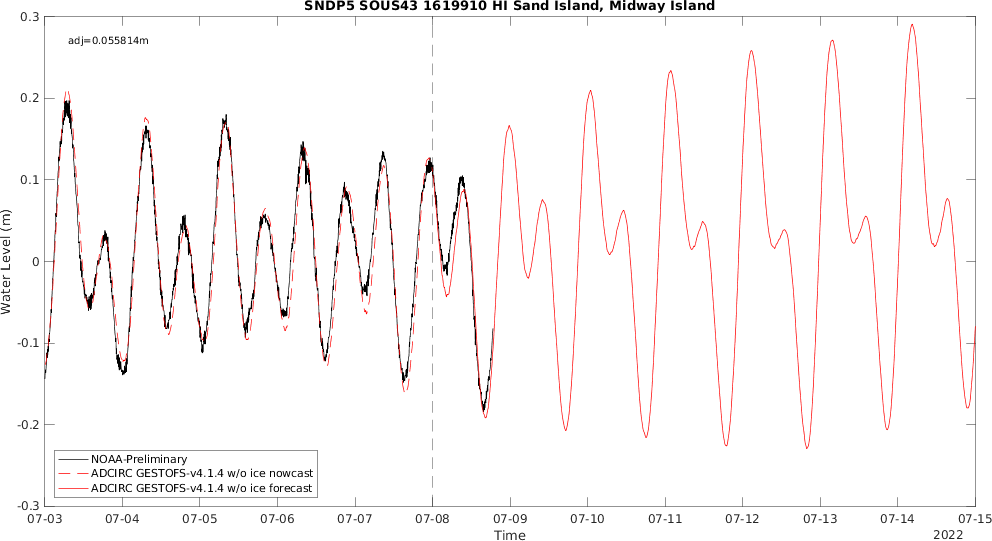 SNDP5 SOUS43 1619910 HI Sand Island, Midway Island
adj=0.055814m
0.3
0.2
0.1
0
-0.1
-0.2
-0.3
Water Level (m)
NOAA-Preliminary
ADCIRC GESTOFS-v4.1.4 w/o ice nowcast
ADCIRC GESTOFS-v4.1.4 w/o ice forecast
07-03 07-04 07-05 07-06 07-07 07-08 07-09 07-10 07-11 07-12 07-13 07-14 07-15
Time
2022